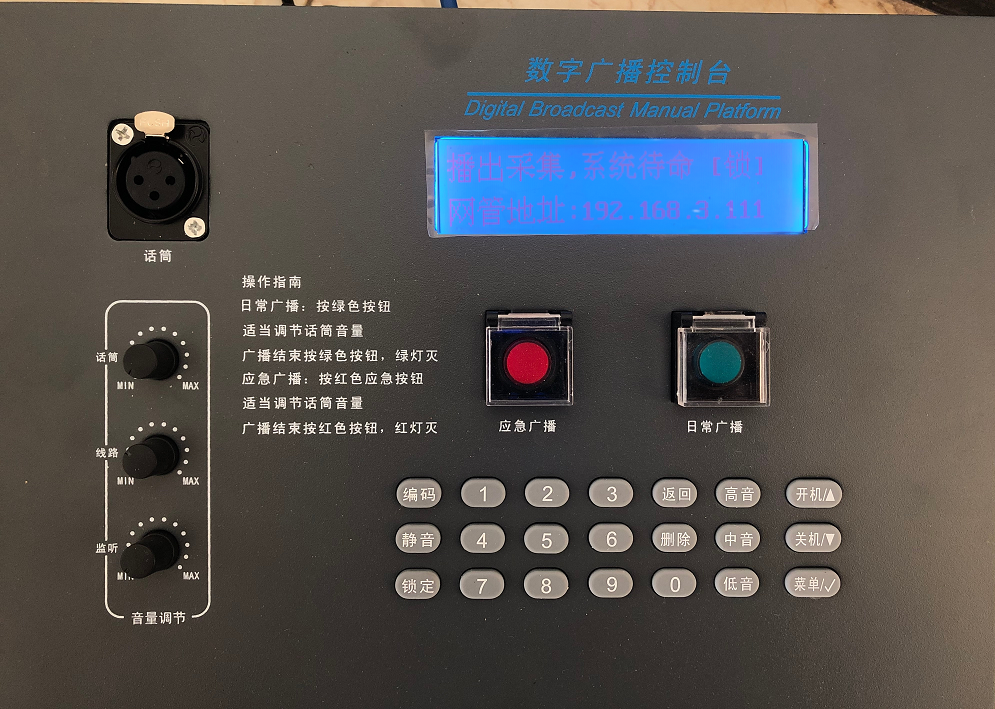 数字广播控制台
Digital Broadcast Manual Platform
播出采集,系统待命 [锁]
网管地址:192.168.3.111
话筒
操作指南
日常广播：按绿色按钮
适当调节话筒音量
广播结束按绿色按钮，绿灯灭
应急广播：按红色应急按钮
适当调节话筒音量
广播结束按红色按钮，红灯灭
话筒
MIN MAX
线路
MIN MAX
监听
MIN MAX
音量调节
应急广播 日常广播
编码 1 2 3 返回 高音 开机/▲
静音 4 5 6 删除 中音 关机/▼
锁定 7 8 9 0 低音 菜单/✓